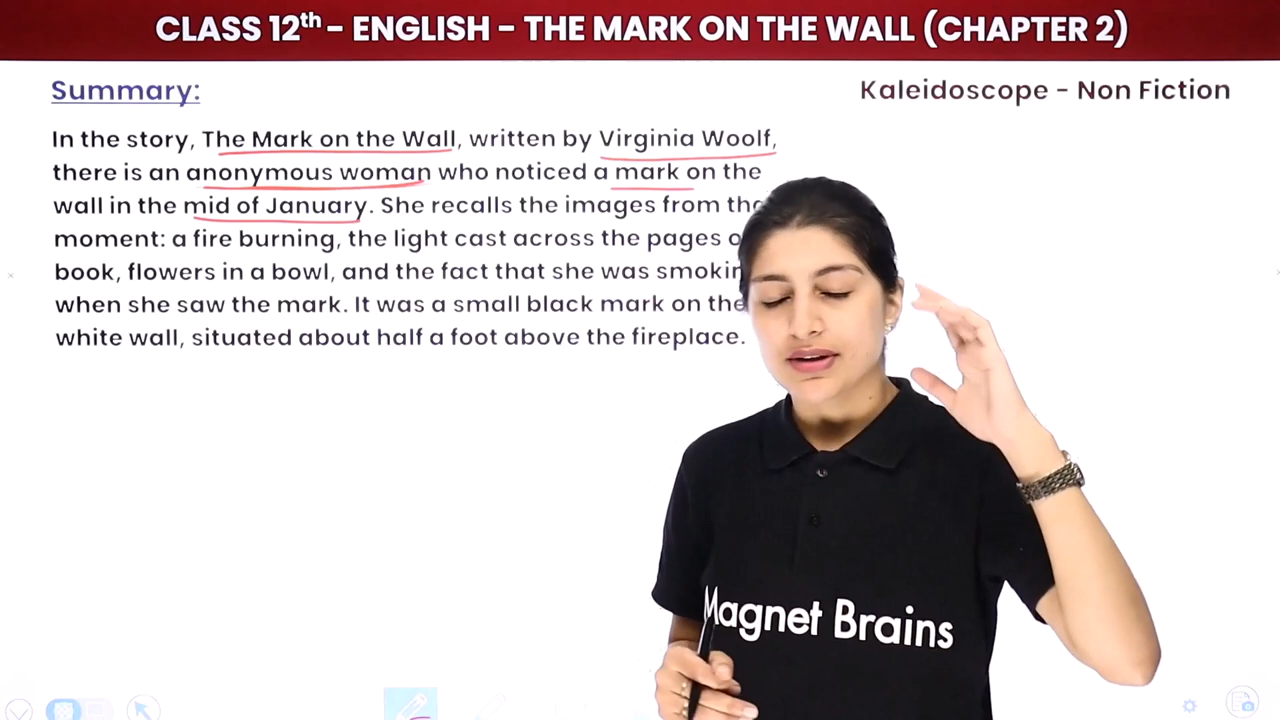 CLASS 12th - ENGLISH - THE MARK ON THE WALL (CHAPTER 2)
Summary:
Kaleidoscope - Non Fiction
In the story, The Mark on the Wall, written by Virginia Woolf,
there is an anonymous woman who noticed a mark on the
wall in the mid of January. She recalls the images from
moment: a fire burning, the light cast across the pages
book, flowers in a bowl, and the fact that she was
when she saw the mark. It was a small black mark on the
white wall, situated about half a foot above the fireplace.
Magnet Brains